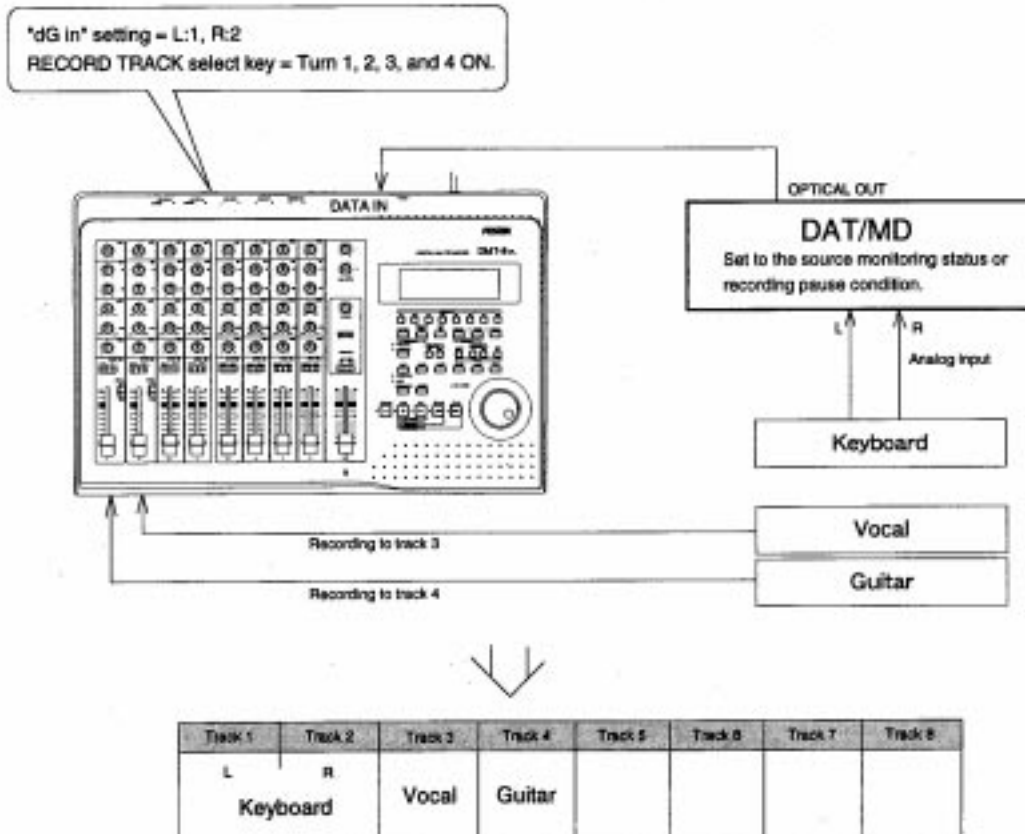 "dG in" setting = L:1, R:2
RECORD TRACK select key = Turn 1, 2, 3, and 4 ON.
OPTICAL OUT
DATA IN
DAT/MD
Set to the source monitoring status or
recording pause condition.
L R
Analog Input
Keyboard
Vocal
Recording to track 3
Guitar
Recording to track 4
Track 1 Track 2 Track 3 Track 4 Track 5 Track 6 Track 7 Track 8
L R
Keyboard Vocal Guitar